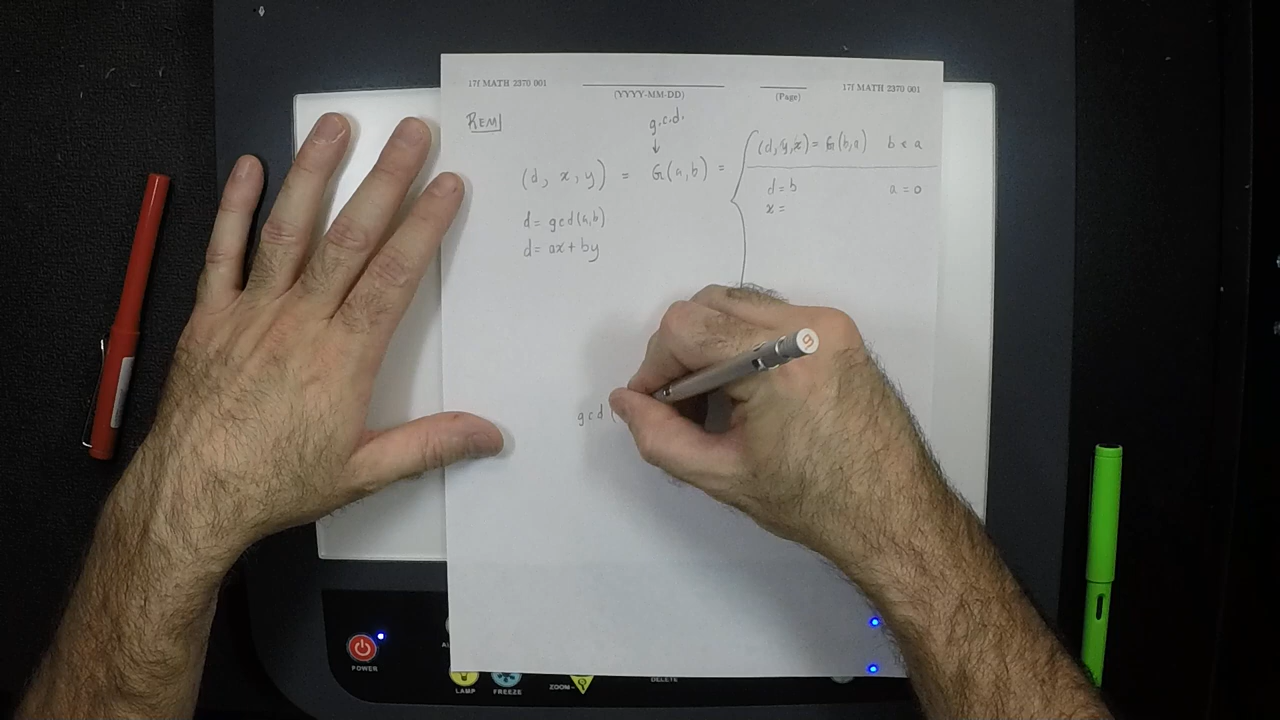 17f MATH 2370 001
(YYYY-MM-DD)
(Page)
17f MATH 2370 001
REM
g.c.d.
↓
(d, x, y) = G(a,b) =
(d,y,x) = G(b,a) b < a
d = b a = 0
x =
d = gcd(a,b)
d = ax + by
gcd (
6
POWER
LAMP
FREEZE
ZOOM-
DELETE